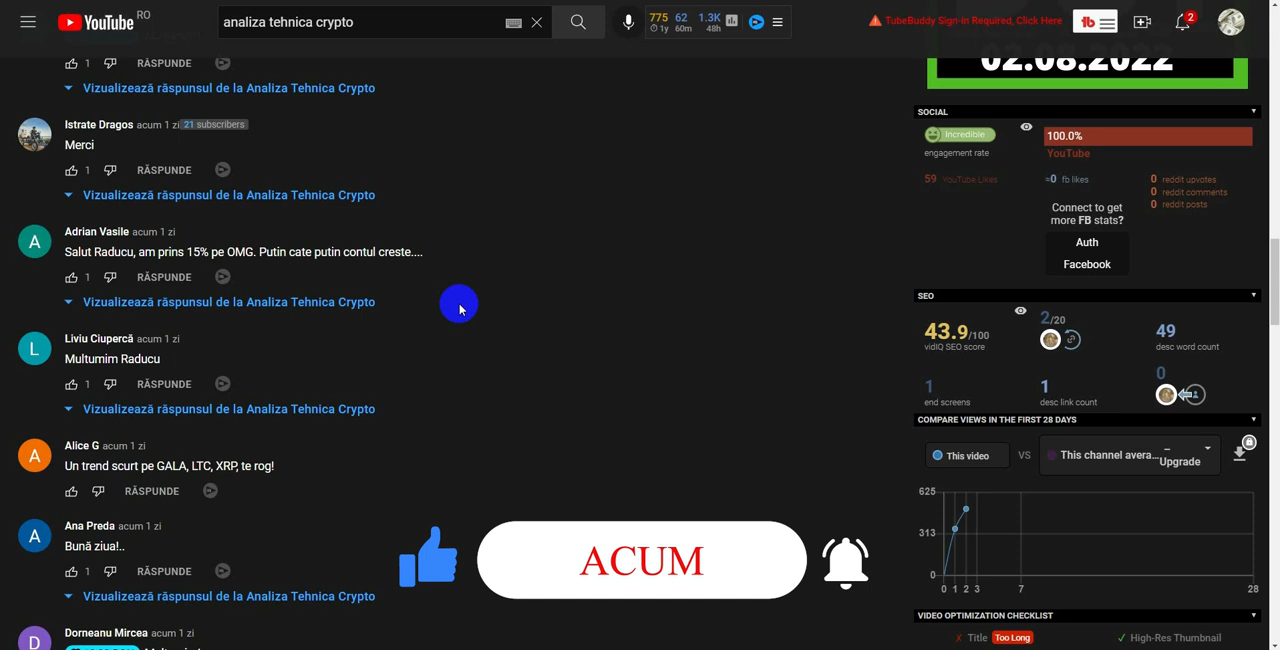 YouTube RO
analiza tehnica crypto
775 62 1.3K
1y 60m 48h
TubeBuddy Sign In Required, Click Here
tb
2
1 RĂSPUNDE
Vizualizează răspunsul de la Analiza Tehnica Crypto
Istrate Dragos acum 1 zi 21 subscribers
Merci
1 RĂSPUNDE
Vizualizează răspunsul de la Analiza Tehnica Crypto
A
Adrian Vasile acum 1 zi
Salut Raducu, am prins 15% pe OMG. Putin cate putin contul creste....
1 RĂSPUNDE
Vizualizează răspunsul de la Analiza Tehnica Crypto
L
Liviu Ciupercă acum 1 zi
Multumim Raducu
1 RĂSPUNDE
Vizualizează răspunsul de la Analiza Tehnica Crypto
A
Alice G acum 1 zi
Un trend scurt pe GALA, LTC, XRP, te rog!
RĂSPUNDE
A
Ana Preda acum 1 zi
Bună ziua!..
1 RĂSPUNDE
Vizualizează răspunsul de la Analiza Tehnica Crypto
D
Dorneanu Mircea acum 1 zi
ACUM
02.08.2022
SOCIAL
Incredible
engagement rate
100.0%
YouTube
59 YouTube Likes
≈0 fb likes
0 reddit upvotes
0 reddit comments
0 reddit posts
Connect to get
more FB stats?
Auth
Facebook
SEO
43.9/100
vidIQ SEO score
2/20
49
desc word count
1
end screens
1
desc link count
0
COMPARE VIEWS IN THE FIRST 28 DAYS
This video VS This channel avera... – Upgrade
625
313
0
0 1 2 3 7 28
VIDEO OPTIMIZATION CHECKLIST
✗ Title Too Long
✓ High-Res Thumbnail